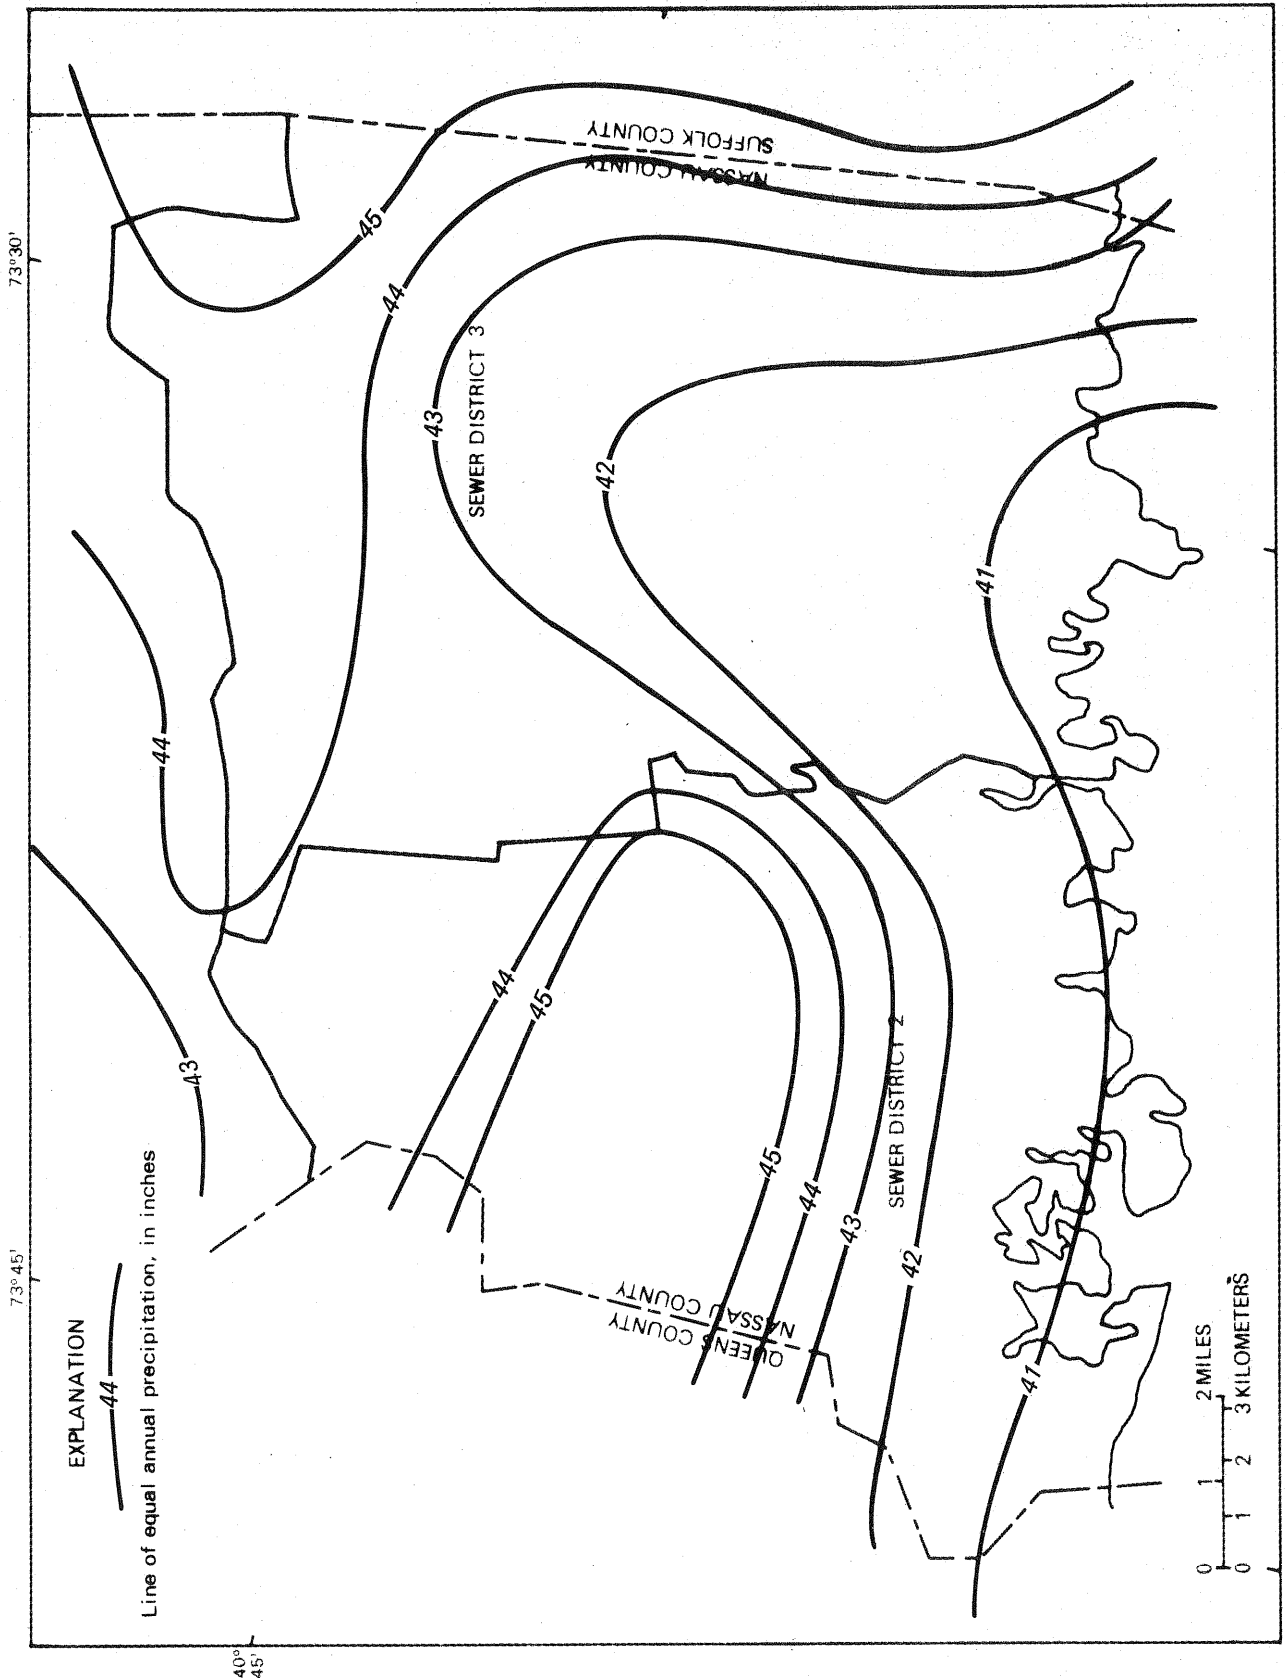 EXPLANATION
44
Line of equal annual precipitation, in inches
73° 45'
73°30'
40°
45'
43
44
45
44
43
42
41
SEWER DISTRICT 3
NASSAU COUNTY
SUFFOLK COUNTY
44
45
45
44
43
42
41
SEWER DISTRICT 2
QUEENS COUNTY
NASSAU COUNTY
0 1 2 MILES
0 1 2 3 KILOMETERS